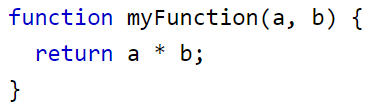 function myFunction(a, b) {
  return a * b;
}